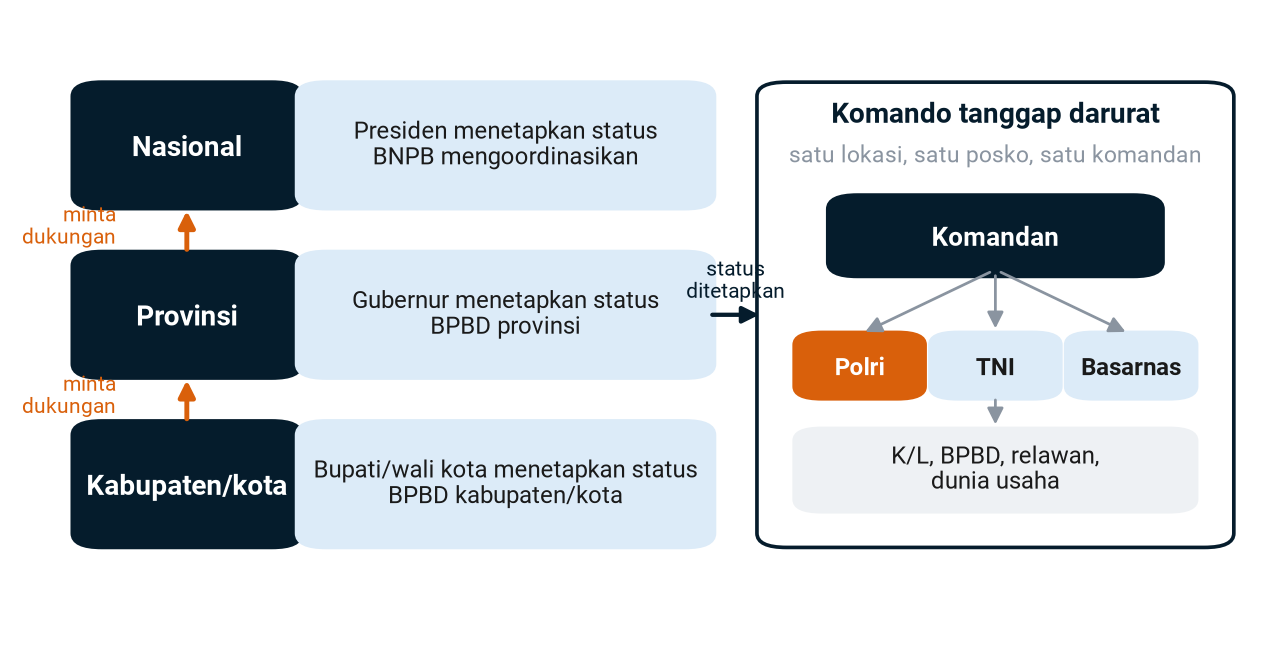 Nasional
Presiden menetapkan status
BNPB mengoordinasikan
minta
dukungan
Provinsi
Gubernur menetapkan status
BPBD provinsi
minta
dukungan
Kabupaten/kota
Bupati/wali kota menetapkan status
BPBD kabupaten/kota
status
ditetapkan
Komando tanggap darurat
satu lokasi, satu posko, satu komandan
Komandan
Polri
TNI
Basarnas
K/L, BPBD, relawan,
dunia usaha